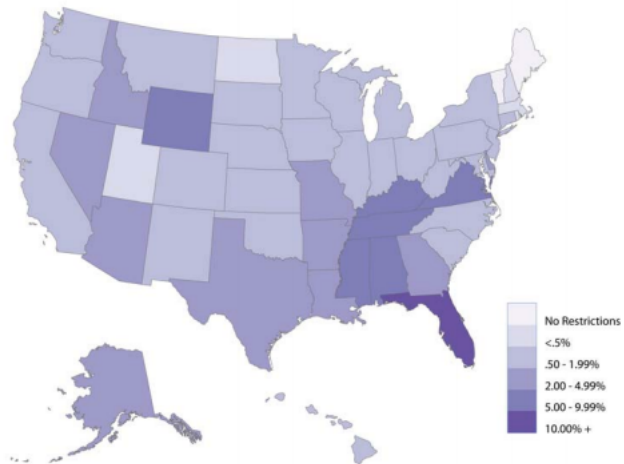 No Restrictions
<.5%
.50 - 1.99%
2.00 - 4.99%
5.00 - 9.99%
10.00% +